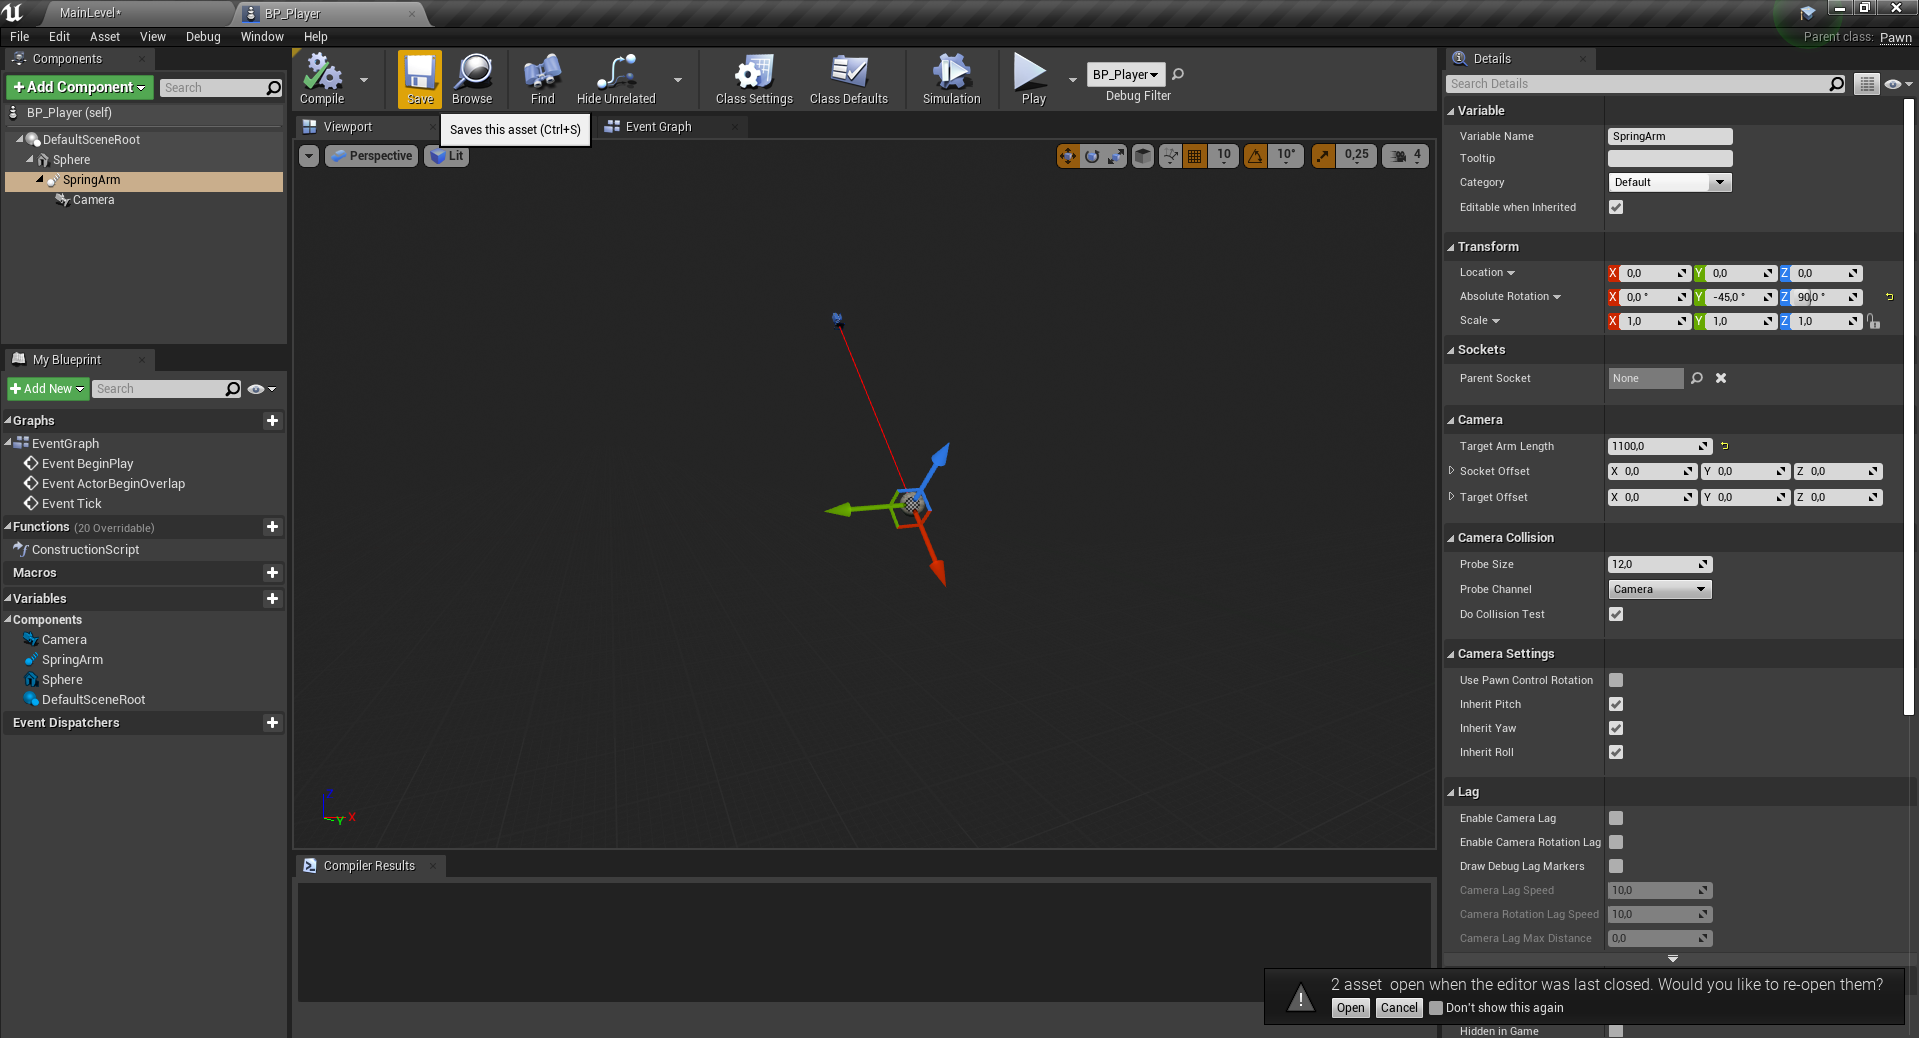 MainLevel*
BP_Player
File Edit Asset View Debug Window Help
Parent class: Pawn
Components
+ Add Component
Search
BP_Player (self)
DefaultSceneRoot
Sphere
SpringArm
Camera
My Blueprint
+ Add New
Search
Graphs
EventGraph
Event BeginPlay
Event ActorBeginOverlap
Event Tick
Functions (20 Overridable)
ConstructionScript
Macros
Variables
Components
Camera
SpringArm
Sphere
DefaultSceneRoot
Event Dispatchers
Compile
Save
Browse
Find
Hide Unrelated
Class Settings
Class Defaults
Simulation
Play
BP_Player
Debug Filter
Viewport
Saves this asset (Ctrl+S)
Event Graph
Perspective
Lit
10
10°
0,25
4
Z
Y
X
Compiler Results
Details
Search Details
Variable
Variable Name SpringArm
Tooltip
Category Default
Editable when Inherited
Transform
Location X 0,0 Y 0,0 Z 0,0
Absolute Rotation X 0,0 ° Y -45,0 ° Z 90,0 °
Scale X 1,0 Y 1,0 Z 1,0
Sockets
Parent Socket None
Camera
Target Arm Length 1100,0
Socket Offset X 0,0 Y 0,0 Z 0,0
Target Offset X 0,0 Y 0,0 Z 0,0
Camera Collision
Probe Size 12,0
Probe Channel Camera
Do Collision Test
Camera Settings
Use Pawn Control Rotation
Inherit Pitch
Inherit Yaw
Inherit Roll
Lag
Enable Camera Lag
Enable Camera Rotation Lag
Draw Debug Lag Markers
Camera Lag Speed 10,0
Camera Rotation Lag Speed 10,0
Camera Lag Max Distance 0,0
2 asset open when the editor was last closed. Would you like to re-open them?
Open Cancel Don't show this again
Hidden in Game